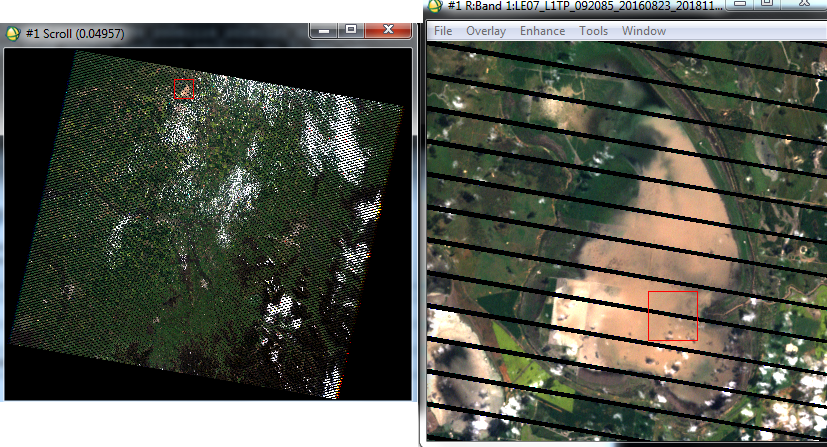 #1 Scroll (0.04957)
#1 R:Band 1:LE07_L1TP_092085_20160823_201811...
File Overlay Enhance Tools Window